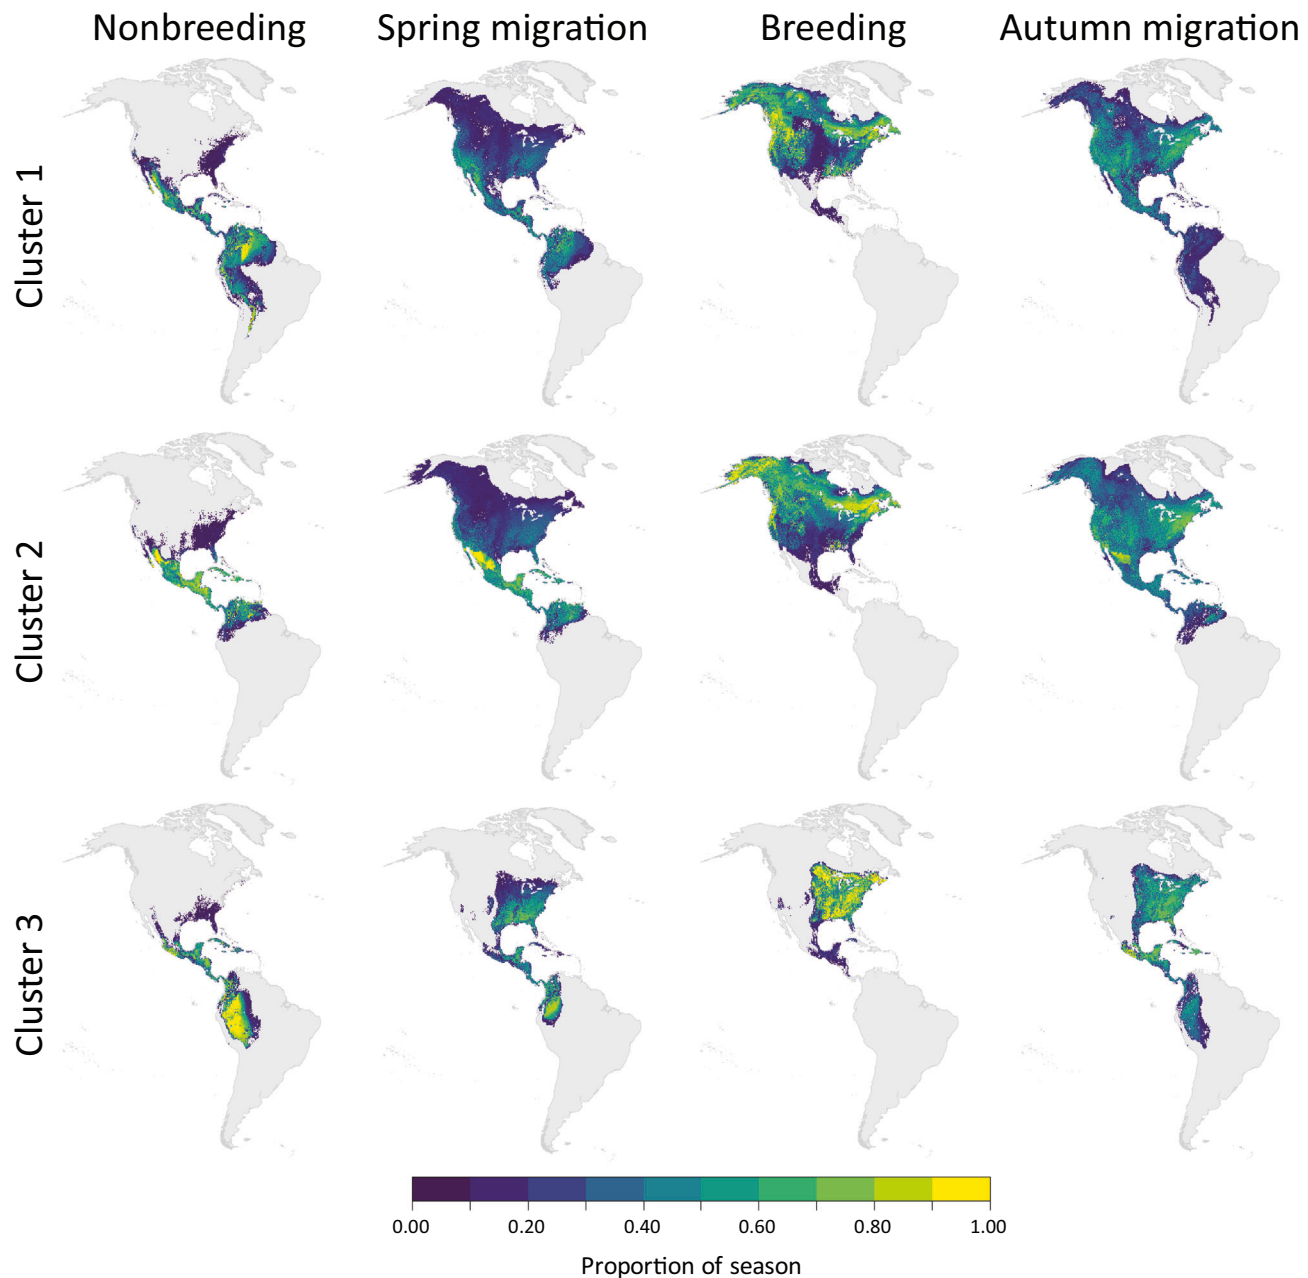 Nonbreeding Spring migration Breeding Autumn migration
Cluster 1
Cluster 2
Cluster 3
0.00 0.20 0.40 0.60 0.80 1.00
Proportion of season